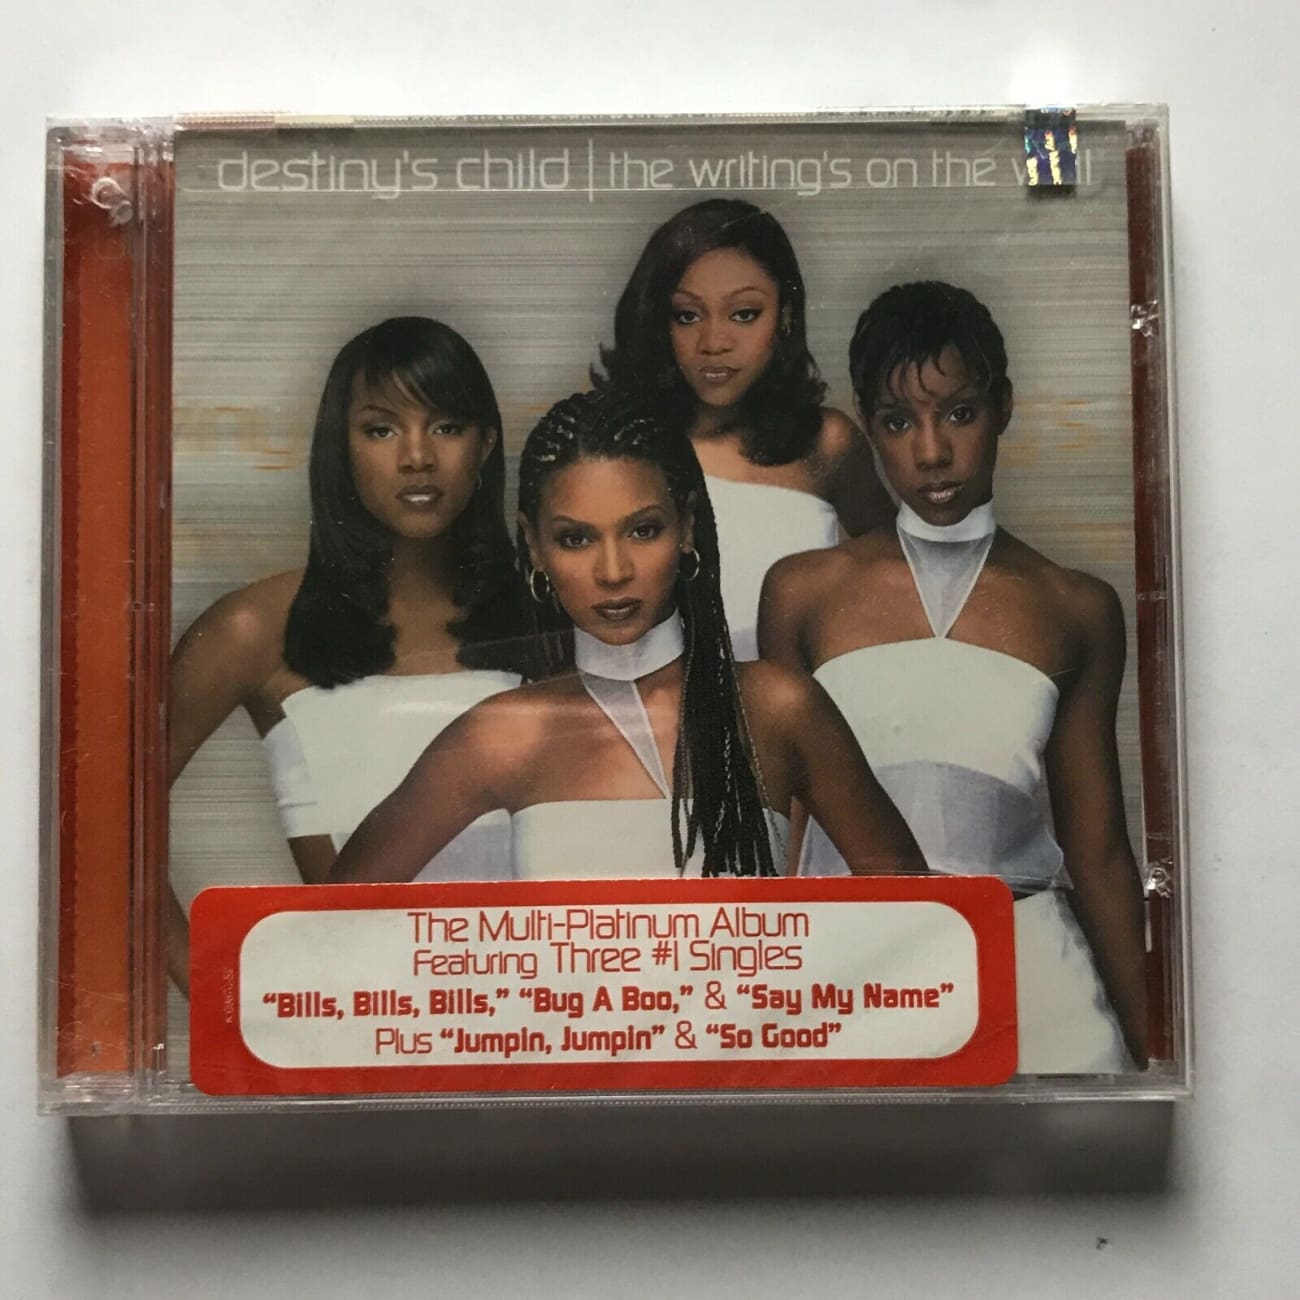 destiny's child | the writing's on the wall
The Multi-Platinum Album
Featuring Three #1 Singles
“Bills, Bills, Bills,” “Bug A Boo,” & “Say My Name”
Plus “Jumpin, Jumpin” & “So Good”